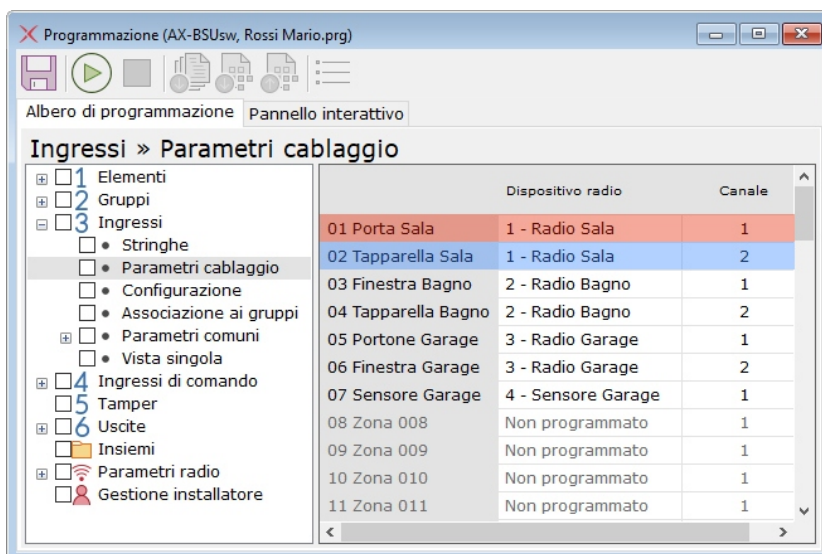 Programmazione (AX-BSUsw, Rossi Mario.prg)
Albero di programmazione Pannello interattivo
Ingressi » Parametri cablaggio
1 Elementi
2 Gruppi
3 Ingressi
• Stringhe
• Parametri cablaggio
• Configurazione
• Associazione ai gruppi
• Parametri comuni
• Vista singola
4 Ingressi di comando
5 Tamper
6 Uscite
Insiemi
Parametri radio
Gestione installatore
Dispositivo radio Canale
01 Porta Sala 1 - Radio Sala 1
02 Tapparella Sala 1 - Radio Sala 2
03 Finestra Bagno 2 - Radio Bagno 1
04 Tapparella Bagno 2 - Radio Bagno 2
05 Portone Garage 3 - Radio Garage 1
06 Finestra Garage 3 - Radio Garage 2
07 Sensore Garage 4 - Sensore Garage 1
08 Zona 008 Non programmato 1
09 Zona 009 Non programmato 1
10 Zona 010 Non programmato 1
11 Zona 011 Non programmato 1